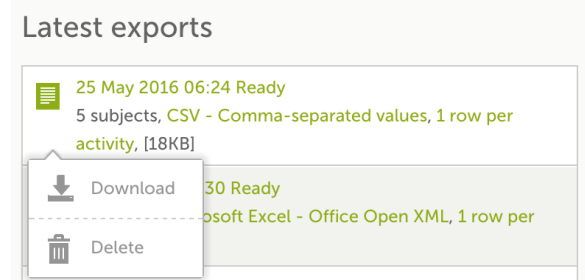 Latest exports
25 May 2016 06:24 Ready
5 subjects, CSV - Comma-separated values, 1 row per
activity, [18KB]
Download
30 Ready
soft Excel - Office Open XML, 1 row per
Delete